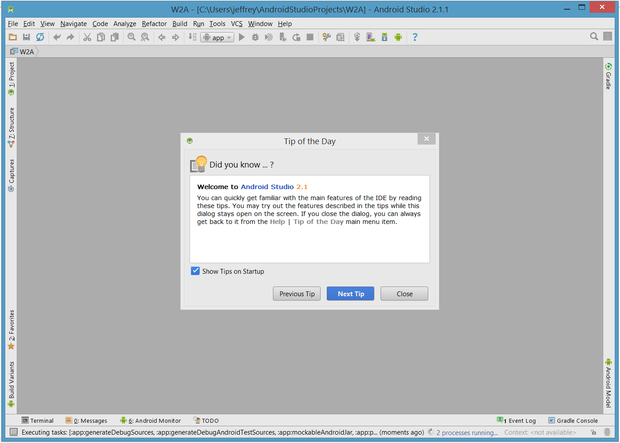 W2A - [C:\Users\jeffrey\AndroidStudioProjects\W2A] - Android Studio 2.1.1
File Edit View Navigate Code Analyze Refactor Build Run Tools VCS Window Help
app
W2A
1: Project
7: Structure
Captures
2: Favorites
Build Variants
Gradle
Android Model
Tip of the Day
Did you know ... ?
Welcome to Android Studio 2.1
You can quickly get familiar with the main features of the IDE by reading
these tips. You may try out the features described in the tips while this
dialog stays open on the screen. If you close the dialog, you can always
get back to it from the Help | Tip of the Day main menu item.
Show Tips on Startup
Previous Tip Next Tip Close
Terminal 0: Messages 6: Android Monitor TODO 1 Event Log Gradle Console
Executing tasks: [:app:generateDebugSources, :app:generateDebugAndroidTestSources, :app:mockableAndroidJar, :app:p... (moments ago) 2 processes running... Context: <not available>